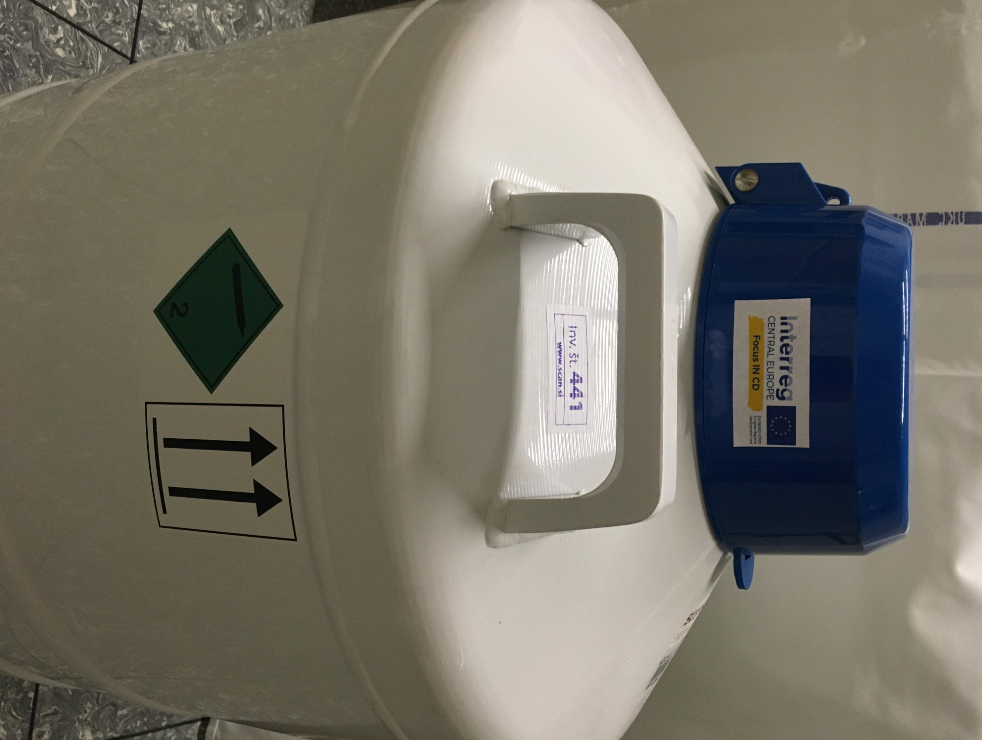 Interreg
CENTRAL EUROPE
Focus IN CD
Inv. št. 441
www.scan.si
2